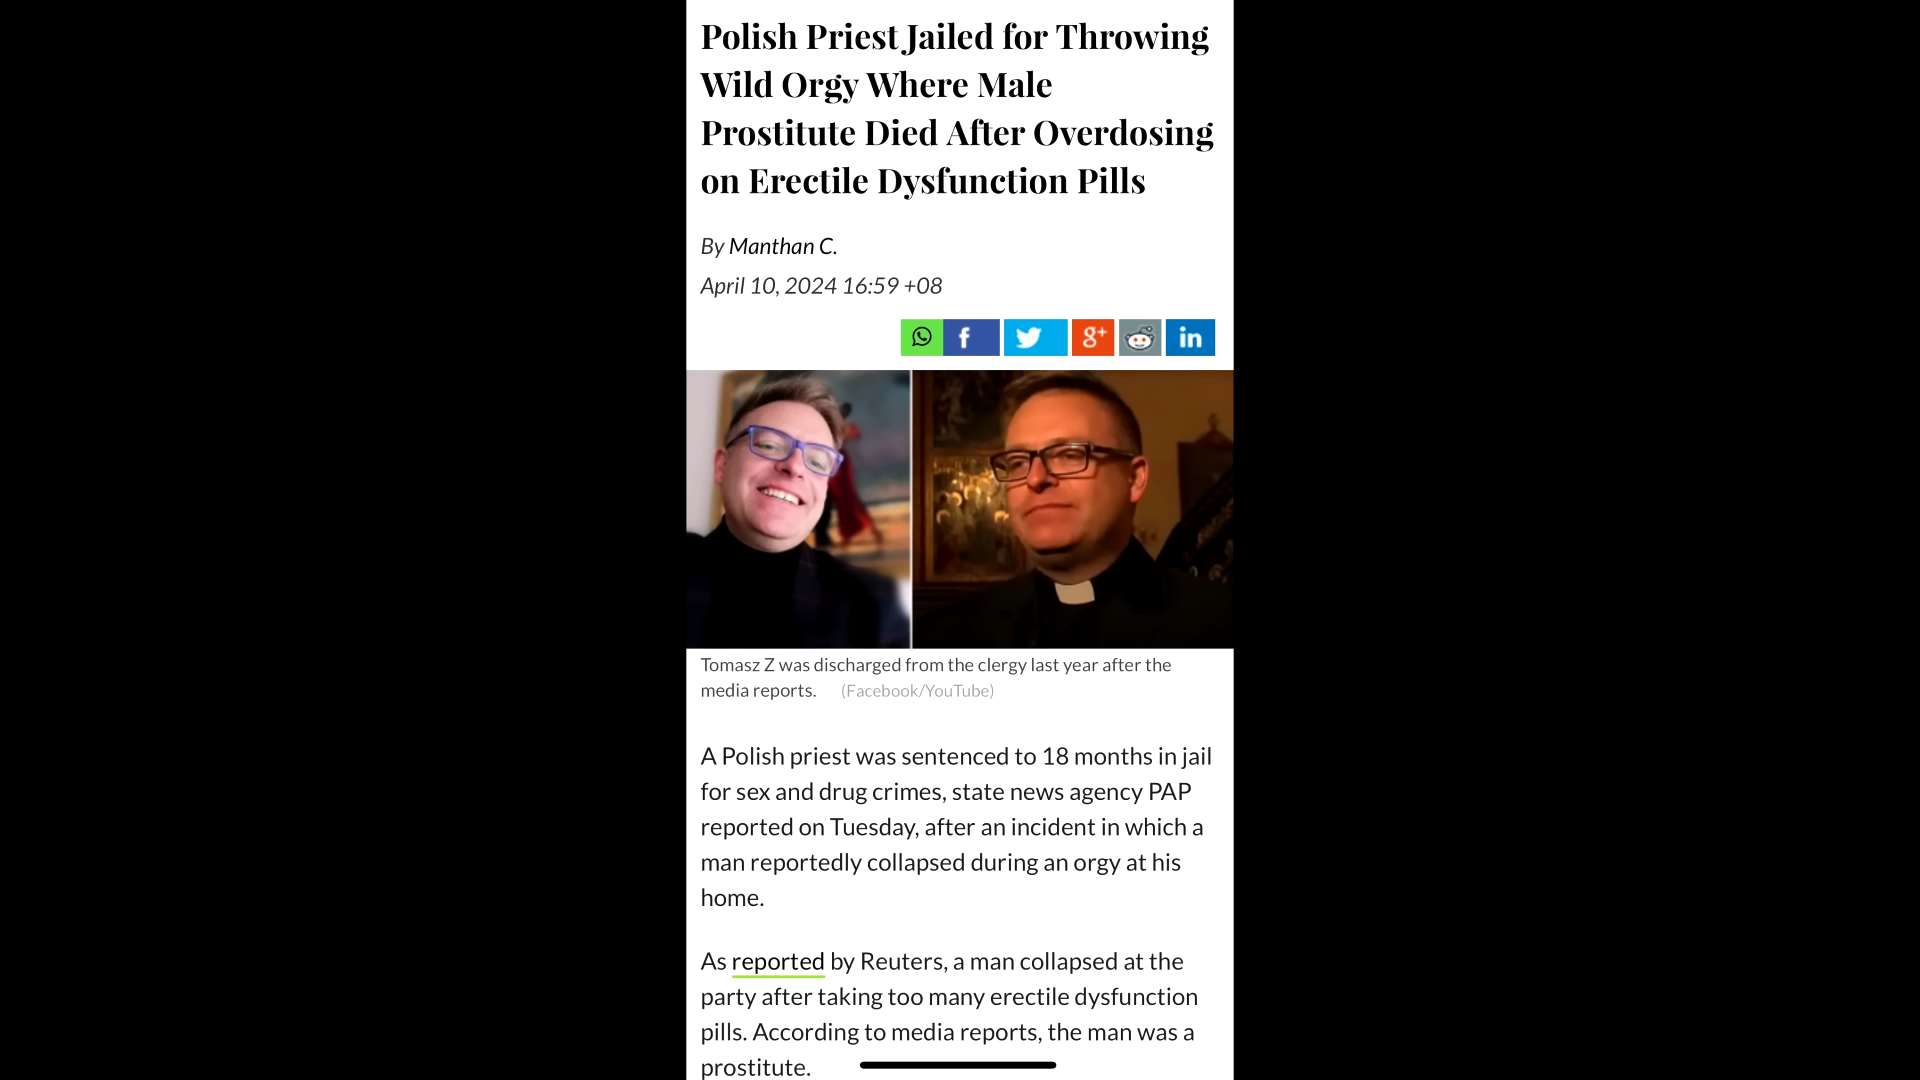 Polish Priest Jailed for Throwing
Wild Orgy Where Male
Prostitute Died After Overdosing
on Erectile Dysfunction Pills
By Manthan C.
April 10, 2024 16:59 +08
f
g+
in
Tomasz Z was discharged from the clergy last year after the
media reports. (Facebook/YouTube)
A Polish priest was sentenced to 18 months in jail
for sex and drug crimes, state news agency PAP
reported on Tuesday, after an incident in which a
man reportedly collapsed during an orgy at his
home.
As reported by Reuters, a man collapsed at the
party after taking too many erectile dysfunction
pills. According to media reports, the man was a
prostitute.